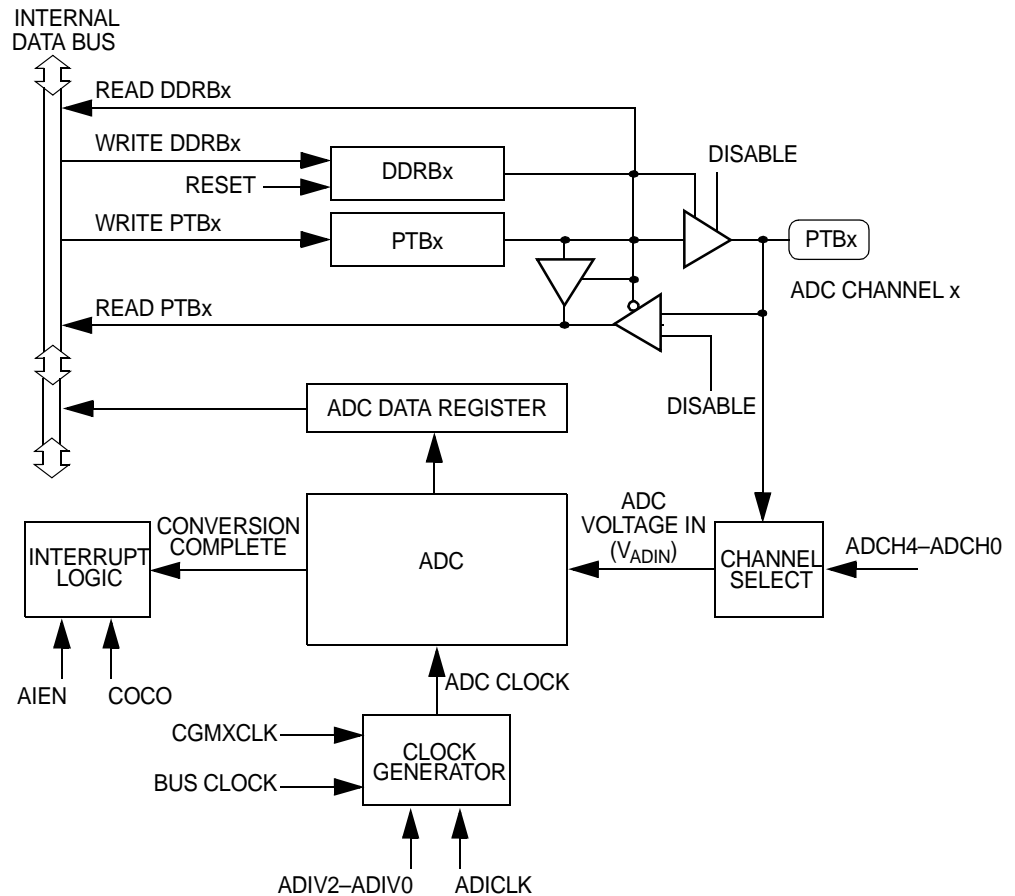 INTERNAL
DATA BUS
READ DDRBx
WRITE DDRBx
DISABLE
DDRBx
RESET
WRITE PTBx
PTBx
PTBx
ADC CHANNEL x
READ PTBx
DISABLE
ADC DATA REGISTER
INTERRUPT
LOGIC
CONVERSION
COMPLETE
ADC
ADC
VOLTAGE IN
(VADIN)
CHANNEL
SELECT
ADCH4–ADCH0
AIEN
COCO
ADC CLOCK
CGMXCLK
BUS CLOCK
CLOCK
GENERATOR
ADIV2–ADIV0
ADICLK